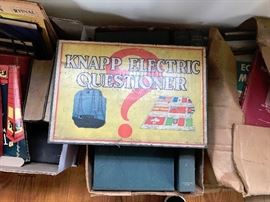 KNAPP ELECTRIC
QUESTIONER
?